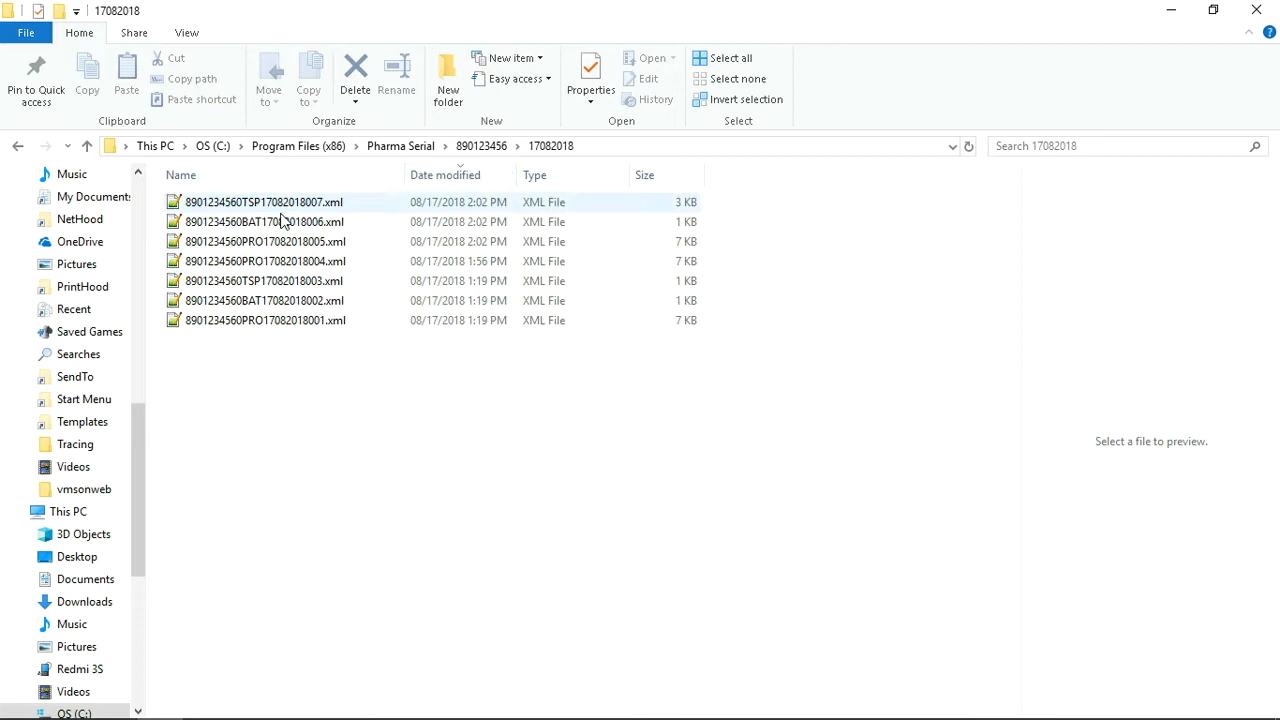 17082018
File Home Share View
Pin to Quick access
Copy
Paste
Cut
Copy path
Paste shortcut
Clipboard
Move to
Copy to
Delete
Rename
Organize
New folder
New item
Easy access
New
Properties
Open
Edit
History
Open
Select all
Select none
Invert selection
Select
This PC OS (C:) Program Files (x86) Pharma Serial 890123456 17082018
Search 17082018
Name Date modified Type Size
8901234560TSP17082018007.xml 08/17/2018 2:02 PM XML File 3 KB
8901234560BAT17082018006.xml 08/17/2018 2:02 PM XML File 1 KB
8901234560PRO17082018005.xml 08/17/2018 2:02 PM XML File 7 KB
8901234560PRO17082018004.xml 08/17/2018 1:56 PM XML File 7 KB
8901234560TSP17082018003.xml 08/17/2018 1:19 PM XML File 1 KB
8901234560BAT17082018002.xml 08/17/2018 1:19 PM XML File 1 KB
8901234560PRO17082018001.xml 08/17/2018 1:19 PM XML File 7 KB
Music
My Documents
NetHood
OneDrive
Pictures
PrintHood
Recent
Saved Games
Searches
SendTo
Start Menu
Templates
Tracing
Videos
vmsonweb
This PC
3D Objects
Desktop
Documents
Downloads
Music
Pictures
Redmi 3S
Videos
OS (C:)
Select a file to preview.